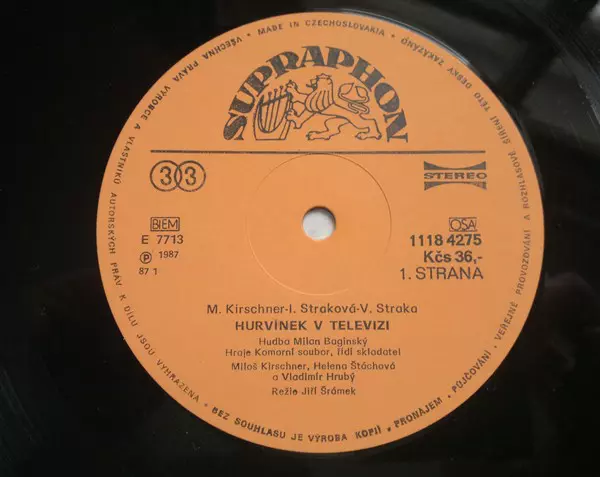 VŠECHNA PRÁVA VÝROBCE A VLASTNÍKŮ AUTORSKÝCH PRÁV K DÍLU JSOU VYHRAZENA • BEZ SOUHLASU JE VÝROBA KOPIÍ • PRONÁJEM • PŮJČOVÁNÍ • VEŘEJNÉ PROVOZOVÁNÍ A ROZHLASOVÉ ŠÍŘENÍ TÉTO DESKY ZAKÁZÁNO
• MADE IN CZECHOSLOVAKIA •
SUPRAPHON
33
STEREO
BIEM
OSA
E 7713
1118 4275
Ⓟ 1987
Kčs 36,-
87 1
1. STRANA
M. Kirschner-I. Straková-V. Straka
HURVÍNEK V TELEVIZI
Hudba Milan Baginský
Hraje Komorní soubor, řídí skladatel
Miloš Kirschner, Helena Štáchová
a Vladimír Hrubý
Režie Jiří Šrámek